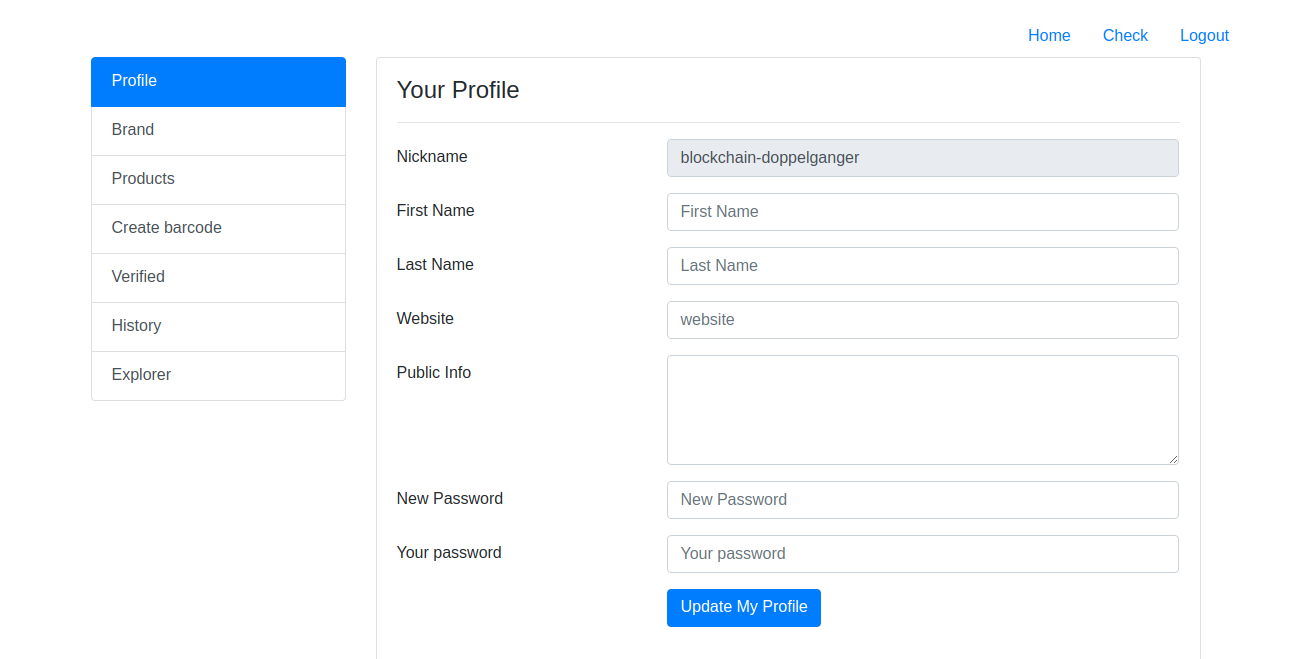 Home Check Logout
Profile
Brand
Products
Create barcode
Verified
History
Explorer
Your Profile
Nickname blockchain-doppelganger
First Name First Name
Last Name Last Name
Website website
Public Info
New Password New Password
Your password Your password
Update My Profile